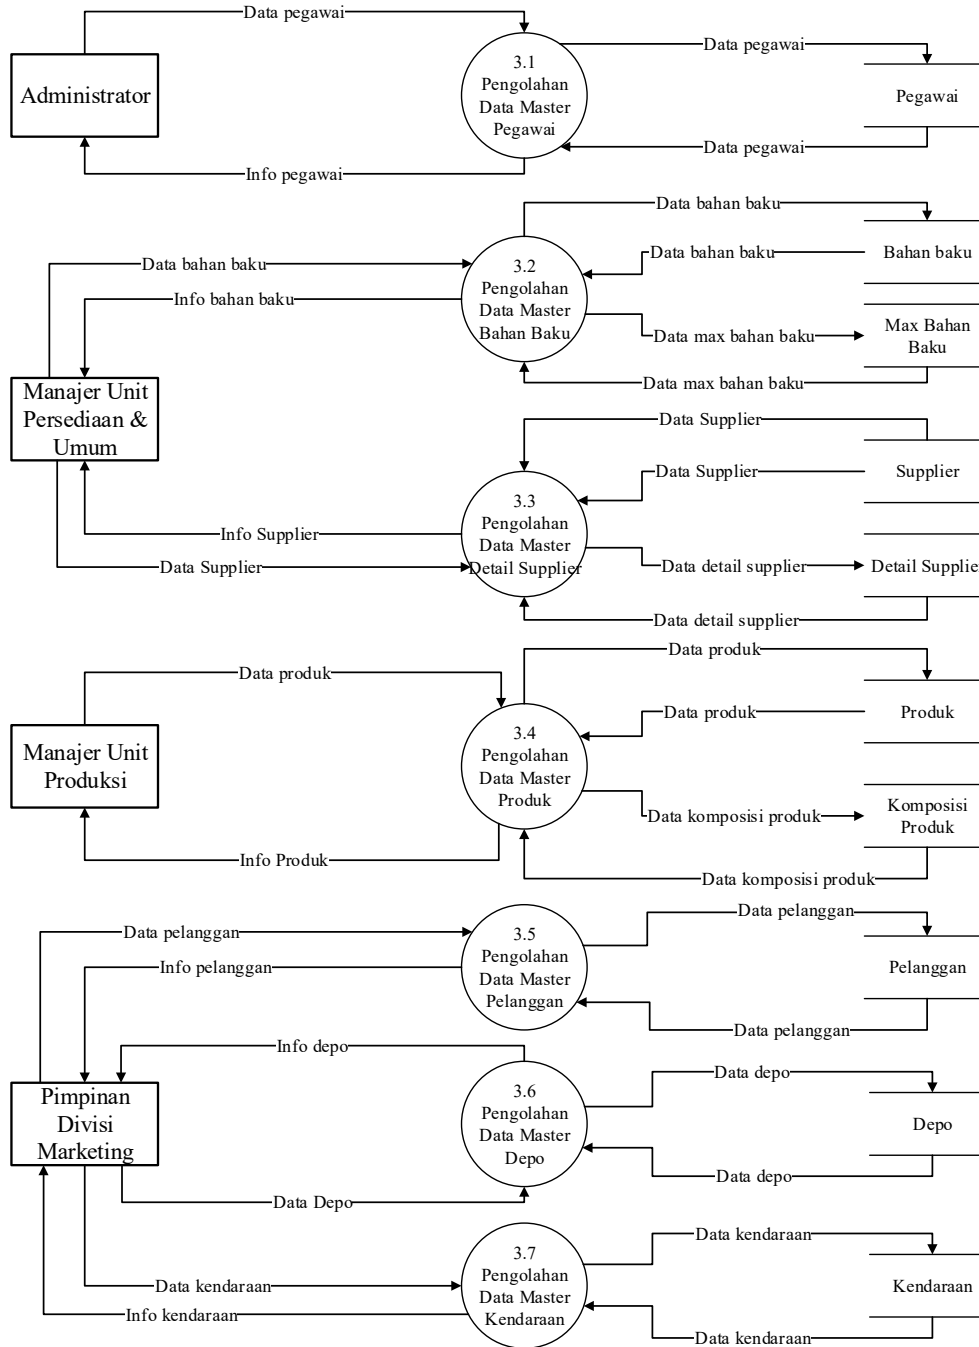 Data pegawai
Administrator
3.1
Pengolahan
Data Master
Pegawai
Data pegawai
Pegawai
Data pegawai
Info pegawai
Data bahan baku
Data bahan baku
Info bahan baku
3.2
Pengolahan
Data Master
Bahan Baku
Data bahan baku
Bahan baku
Data max bahan baku
Max Bahan
Baku
Data max bahan baku
Manajer Unit
Persediaan &
Umum
Data Supplier
Data Supplier
Supplier
3.3
Pengolahan
Data Master
Detail Supplier
Info Supplier
Data Supplier
Data detail supplier
Detail Supplier
Data detail supplier
Data produk
Data produk
Manajer Unit
Produksi
3.4
Pengolahan
Data Master
Produk
Data produk
Produk
Data komposisi produk
Komposisi
Produk
Info Produk
Data komposisi produk
Data pelanggan
Info pelanggan
3.5
Pengolahan
Data Master
Pelanggan
Data pelanggan
Pelanggan
Data pelanggan
Info depo
Pimpinan
Divisi
Marketing
3.6
Pengolahan
Data Master
Depo
Data depo
Depo
Data depo
Data Depo
Data kendaraan
Info kendaraan
3.7
Pengolahan
Data Master
Kendaraan
Data kendaraan
Kendaraan
Data kendaraan